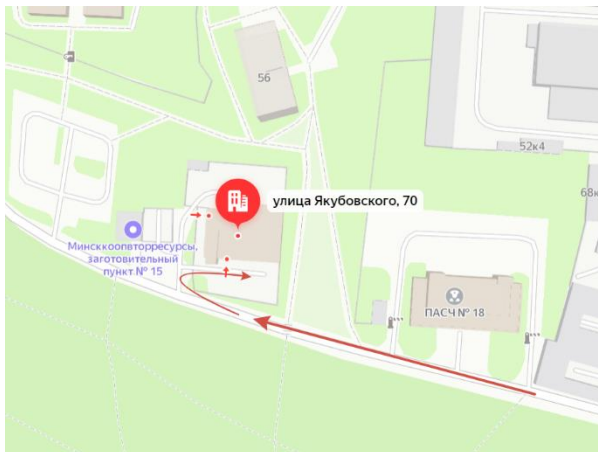 56
52к4
68к
улица Якубовского, 70
Минсккоопвторресурсы,
заготовительный
пункт № 15
ПАСЧ № 18